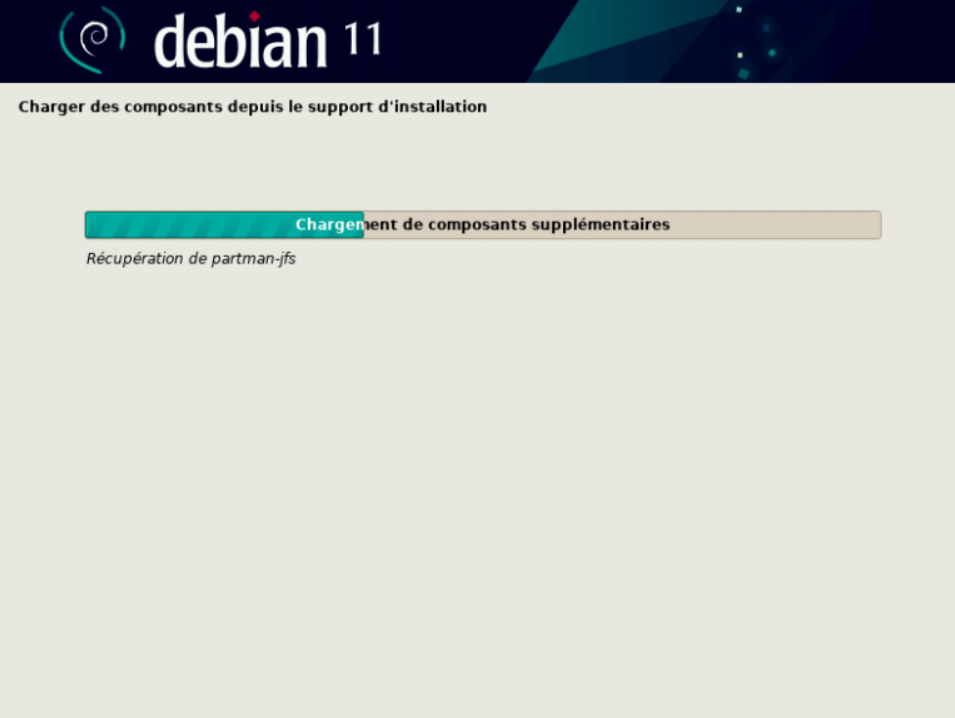 debian 11
Charger des composants depuis le support d'installation
Chargement de composants supplémentaires
Récupération de partman-jfs